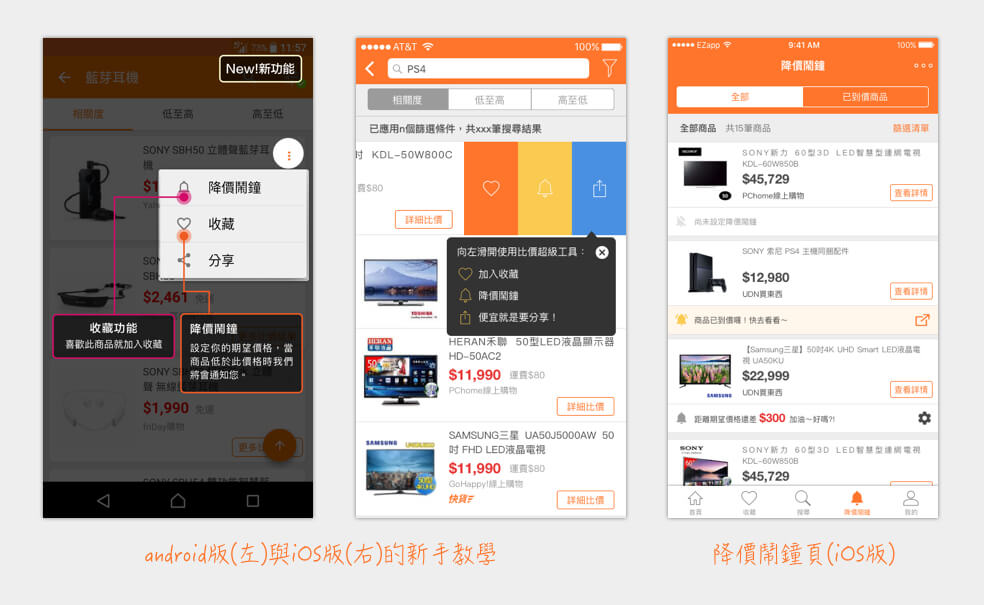 73% 11:57
New!新功能
藍芽耳機
相關度 低至高 高至低
SONY SBH50 立體聲藍芽耳
機
降價鬧鐘
收藏
分享
$2,461 免運
收藏功能
喜歡此商品就加入收藏
降價鬧鐘
設定你的期望價格，當
商品低於此價格時我們
將會通知您。
$1,990 免運
friDay購物
AT&T 100%
PS4
相關度 低至高 高至低
已應用n個篩選條件，共xxx筆搜尋結果
吋 KDL-50W800C
費$80
詳細比價
向左滑開使用比價超級工具：
加入收藏
降價鬧鐘
便宜就是要分享！
TOSHIBA
HERAN禾聯 50型LED液晶顯示器
HD-50AC2
$11,990 運費$80
PChome線上購物
詳細比價
SAMSUNG三星 UA50J5000AW 50
吋 FHD LED液晶電視
$11,990 運費$80
GoHappy!線上購物
快貨
詳細比價
EZapp 9:41 AM 100%
降價鬧鐘
全部 已到價商品
全部商品 共15筆商品 篩選清單
SONY新力 60型3D LED智慧型連網電視
KDL-60W850B
$45,729
PChome線上購物 查看詳情
尚未設定降價鬧鐘
SONY 索尼 PS4 主機同捆配件
$12,980
UDN買東西 查看詳情
商品已到價囉！快去看看～
【Samsung三星】50吋4K UHD Smart LED液晶電
視 UA50KU
$22,999
UDN買東西 查看詳情
距離期望價格還差 $300 加油～好嗎?!
SONY新力 60型3D LED智慧型連網電視
KDL-60W850B
$45,729
首頁 收藏 搜尋 降價鬧鐘 我的
android版(左)與iOS版(右)的新手教學
降價鬧鐘頁(iOS版)